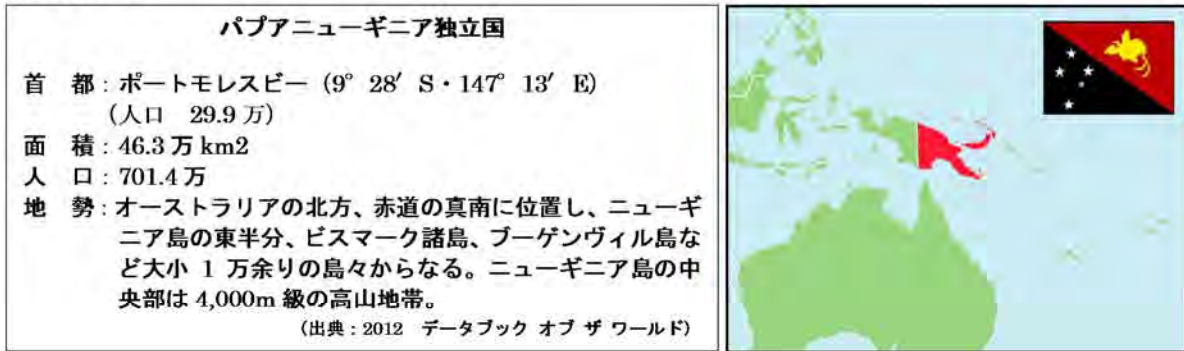 パプアニューギニア独立国
首　都：ポートモレスビー（9° 28′ S・147° 13′ E）
（人口　29.9 万）
面　積：46.3 万 km2
人　口：701.4 万
地　勢：オーストラリアの北方、赤道の真南に位置し、ニューギ
ニア島の東半分、ビスマーク諸島、ブーゲンヴィル島な
ど大小 1 万余りの島々からなる。ニューギニア島の中
央部は 4,000m 級の高山地帯。
（出典：2012　データブック オブ ザ ワールド）